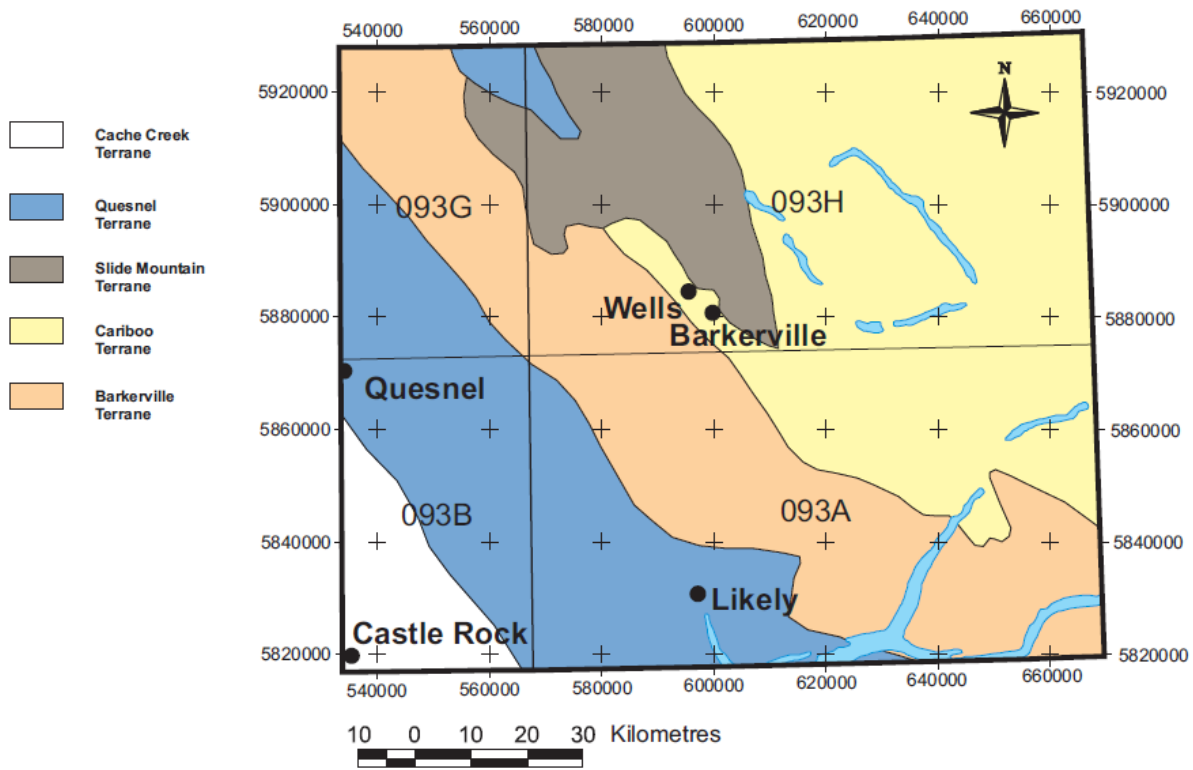 540000 560000 580000 600000 620000 640000 660000
N
5920000 5920000
Cache Creek
Terrane
Quesnel
Terrane
Slide Mountain
Terrane
Cariboo
Terrane
Barkerville
Terrane
093G 093H
5900000 5900000
Wells
5880000 5880000
Barkerville
Quesnel
5860000 5860000
093B 093A
5840000 5840000
Likely
Castle Rock
5820000 5820000
540000 560000 580000 600000 620000 640000 660000
10 0 10 20 30 Kilometres